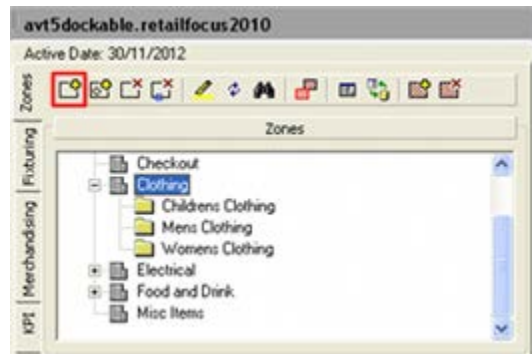 avt5dockable.retailfocus2010
Active Date: 30/11/2012
Zones
Fixturing
Merchandising
KPI
Zones
Checkout
Clothing
Childrens Clothing
Mens Clothing
Womens Clothing
Electrical
Food and Drink
Misc Items